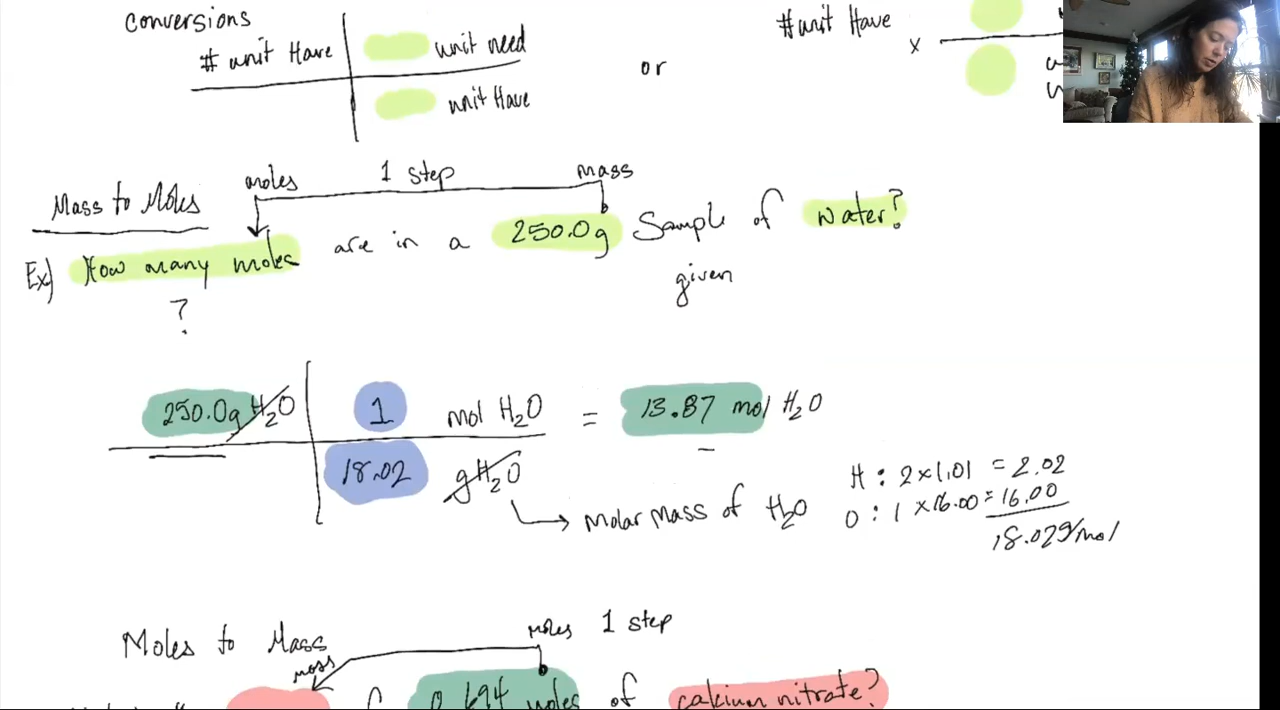 Conversions
# unit Have | unit need
unit Have
or
#unit Have
x
Mass to Moles
moles 1 step mass
Ex) How many moles are in a 250.0g Sample of water?
? given
250.0g H₂O | 1 mol H₂O = 13.87 mol H₂O
18.02 g H₂O
→ Molar Mass of H₂O
H : 2 x 1.01 = 2.02
O : 1 x 16.00 = 16.00
18.02g/mol
Moles to Mass
mass moles 1 step
moles of calcium nitrate?